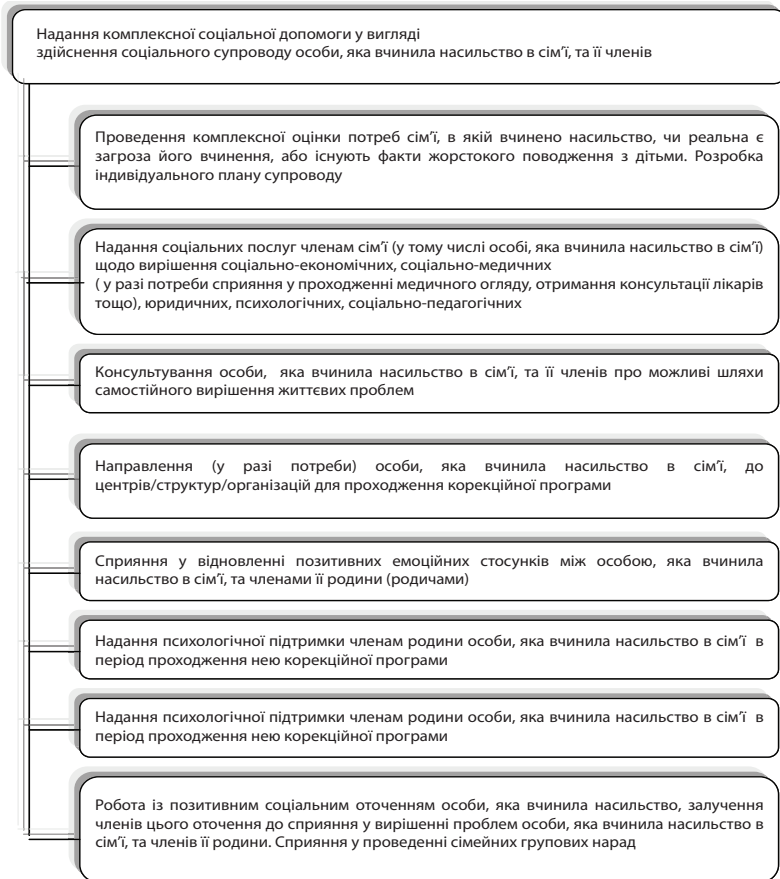 Надання комплексної соціальної допомоги у вигляді
здійснення соціального супроводу особи, яка вчинила насильство в сім’ї, та її членів
Проведення комплексної оцінки потреб сім’ї, в якій вчинено насильство, чи реальна є
загроза його вчинення, або існують факти жорстокого поводження з дітьми. Розробка
індивідуального плану супроводу
Надання соціальних послуг членам сім’ї (у тому числі особі, яка вчинила насильство в сім’ї)
щодо вирішення соціально-економічних, соціально-медичних
( у разі потреби сприяння у проходженні медичного огляду, отримання консультації лікарів
тощо), юридичних, психологічних, соціально-педагогічних
Консультування особи, яка вчинила насильство в сім’ї, та її членів про можливі шляхи
самостійного вирішення життєвих проблем
Направлення (у разі потреби) особи, яка вчинила насильство в сім’ї, до
центрів/структур/організацій для проходження корекційної програми
Сприяння у відновленні позитивних емоційних стосунків між особою, яка вчинила
насильство в сім’ї, та членами її родини (родичами)
Надання психологічної підтримки членам родини особи, яка вчинила насильство в сім’ї в
період проходження нею корекційної програми
Надання психологічної підтримки членам родини особи, яка вчинила насильство в сім’ї в
період проходження нею корекційної програми
Робота із позитивним соціальним оточенням особи, яка вчинила насильство, залучення
членів цього оточення до сприяння у вирішенні проблем особи, яка вчинила насильство в
сім’ї, та членів її родини. Сприяння у проведенні сімейних групових нарад